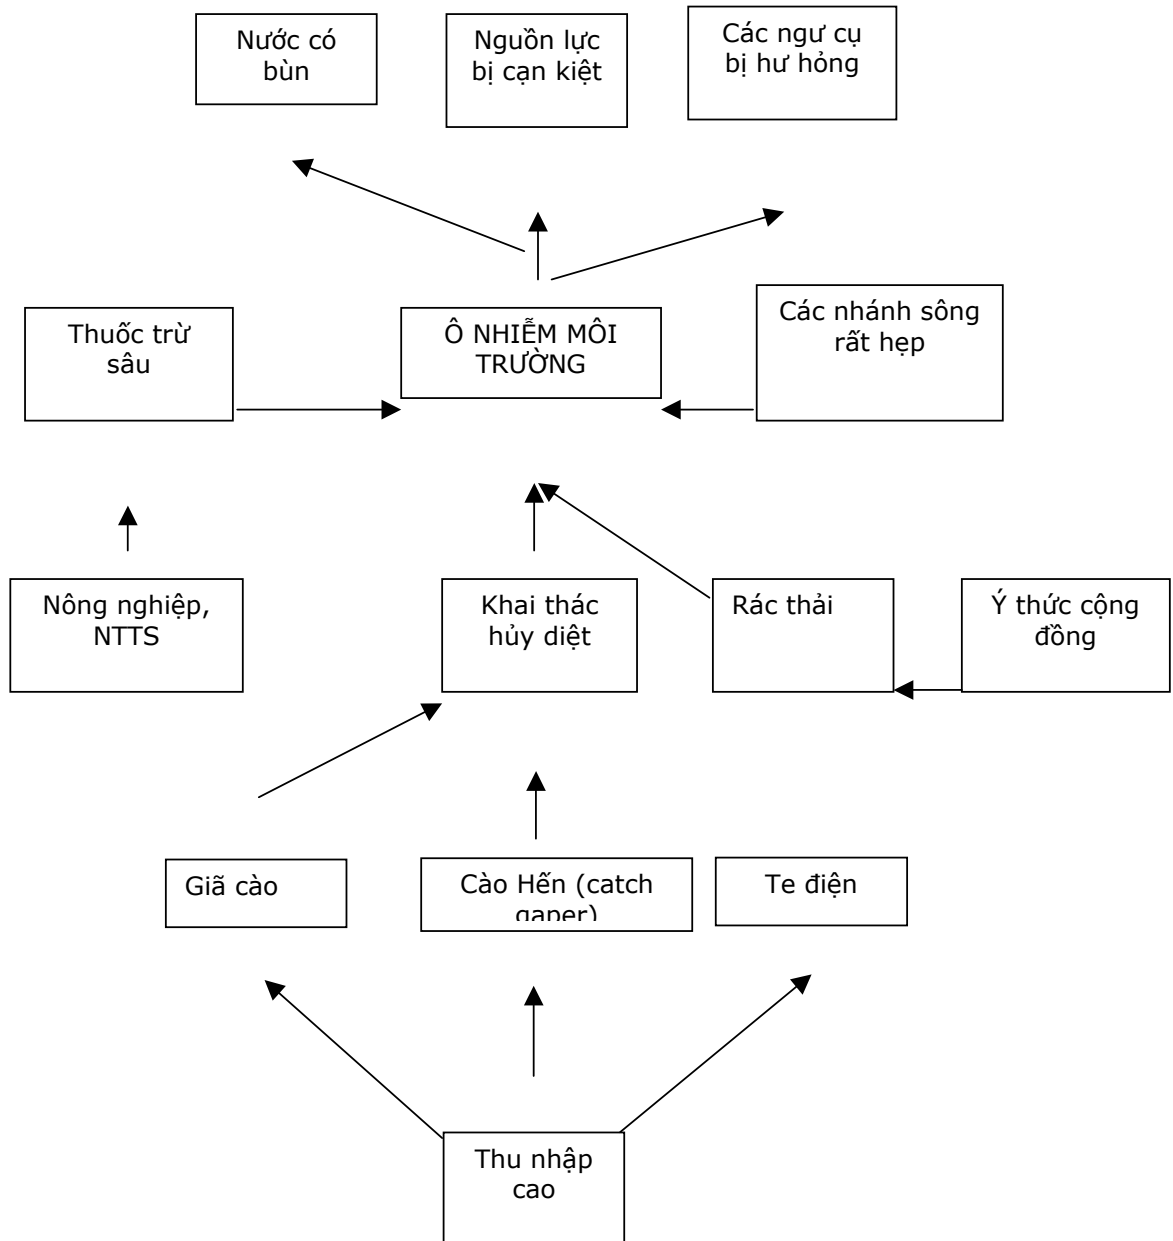 Nước có
bùn
Nguồn lực
bị cạn kiệt
Các ngư cụ
bị hư hỏng
Thuốc trừ
sâu
Ô NHIỄM MÔI
TRƯỜNG
Các nhánh sông
rất hẹp
Nông nghiệp,
NTTS
Khai thác
hủy diệt
Rác thải
Ý thức cộng
đồng
Giã cào
Cào Hến (catch
gaper)
Te điện
Thu nhập
cao